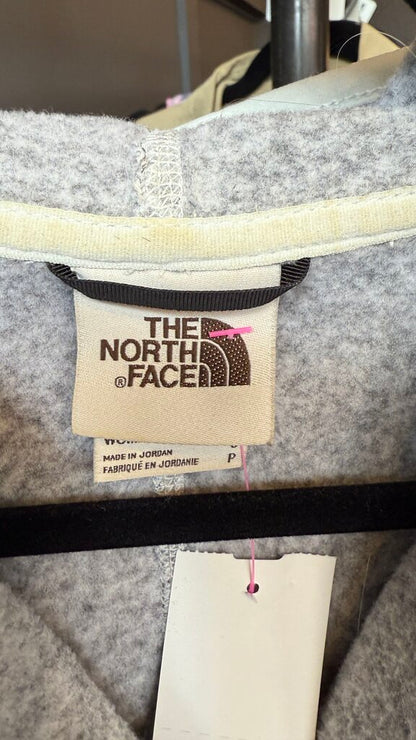 THE
NORTH
® FACE
MADE IN JORDAN
FABRIQUÉ EN JORDANIE P